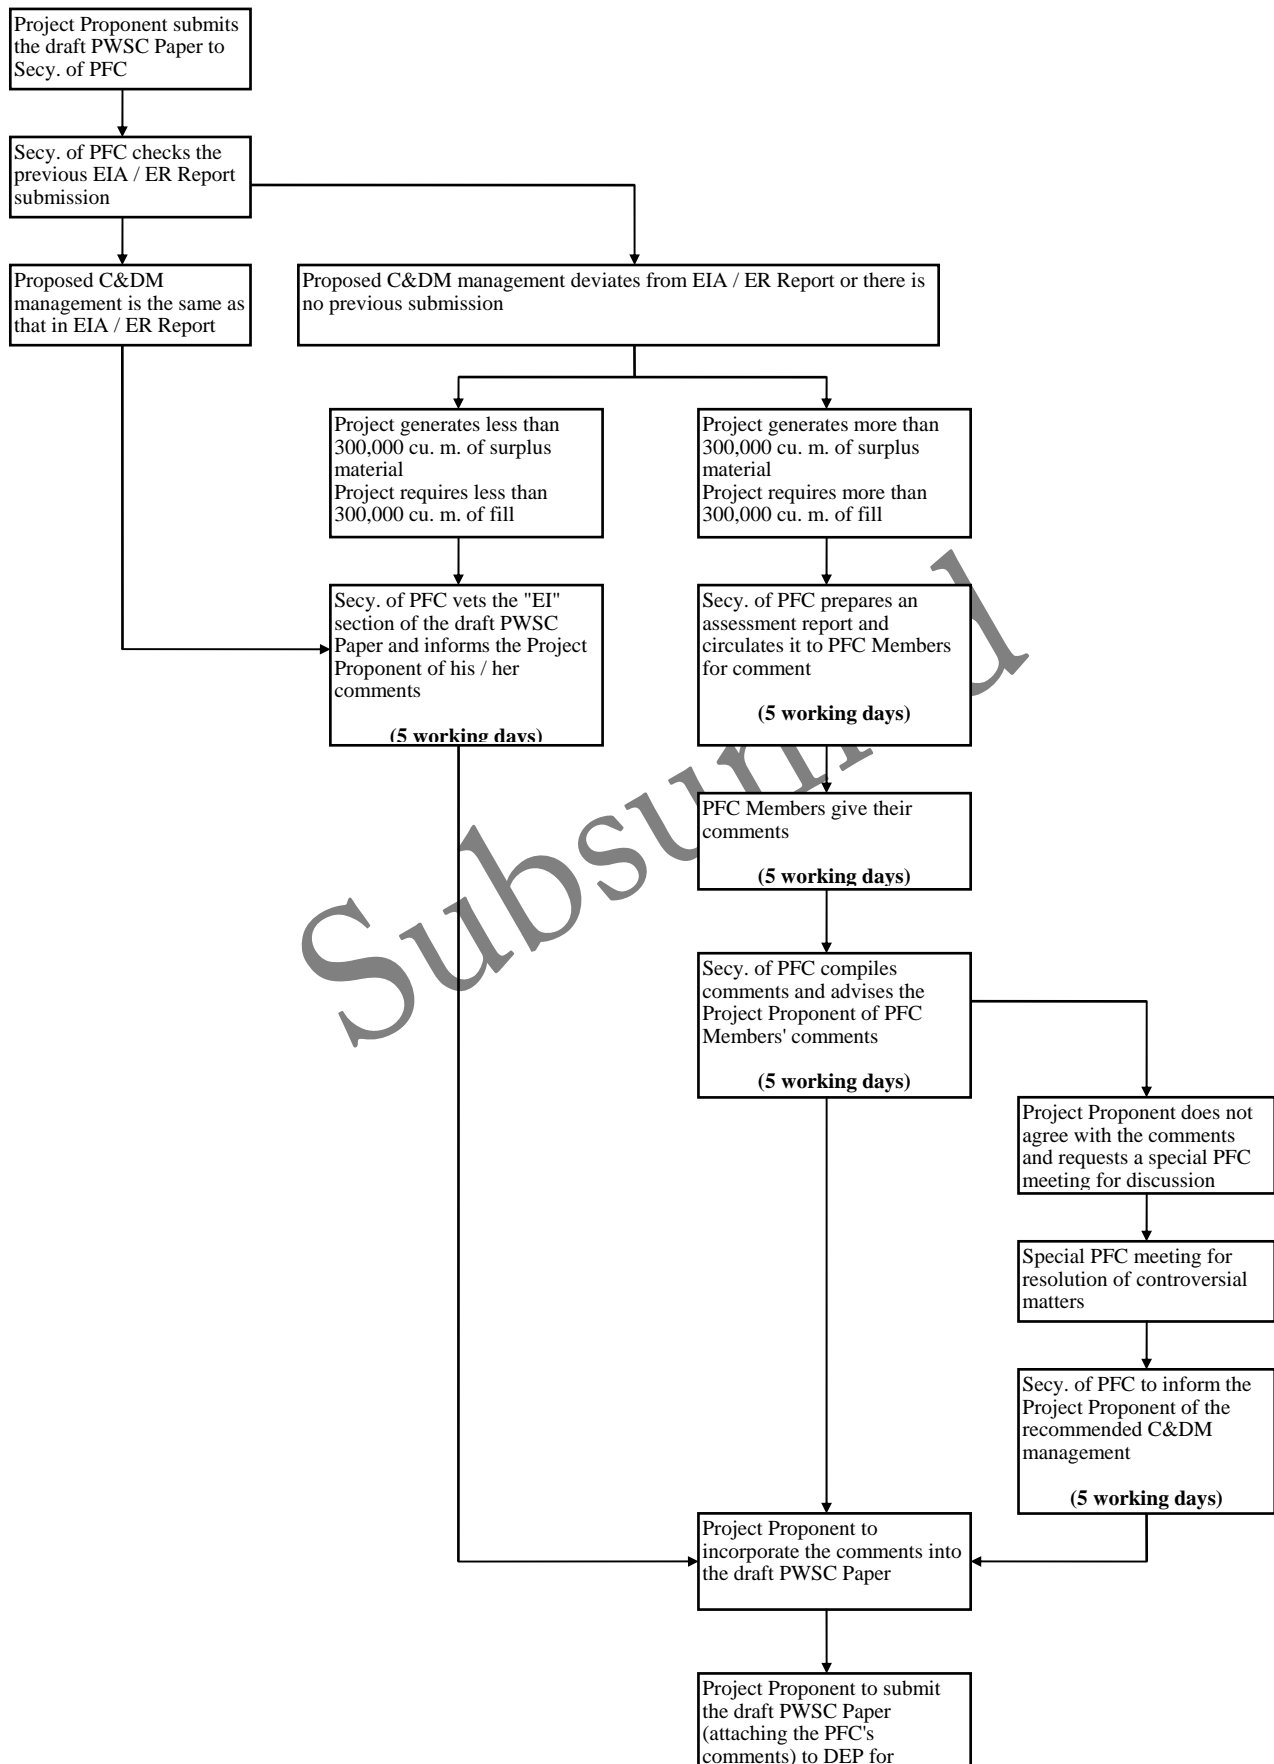 Project Proponent submits
the draft PWSC Paper to
Secy. of PFC
Secy. of PFC checks the
previous EIA / ER Report
submission
Proposed C&DM
management is the same as
that in EIA / ER Report
Proposed C&DM management deviates from EIA / ER Report or there is
no previous submission
Project generates less than
300,000 cu. m. of surplus
material
Project requires less than
300,000 cu. m. of fill
Project generates more than
300,000 cu. m. of surplus
material
Project requires more than
300,000 cu. m. of fill
Secy. of PFC vets the "EI"
section of the draft PWSC
Paper and informs the Project
Proponent of his / her
comments
(5 working days)
Secy. of PFC prepares an
assessment report and
circulates it to PFC Members
for comment
(5 working days)
PFC Members give their
comments
(5 working days)
Secy. of PFC compiles
comments and advises the
Project Proponent of PFC
Members' comments
(5 working days)
Project Proponent does not
agree with the comments
and requests a special PFC
meeting for discussion
Special PFC meeting for
resolution of controversial
matters
Secy. of PFC to inform the
Project Proponent of the
recommended C&DM
management
(5 working days)
Project Proponent to
incorporate the comments into
the draft PWSC Paper
Project Proponent to submit
the draft PWSC Paper
(attaching the PFC's
comments) to DEP for